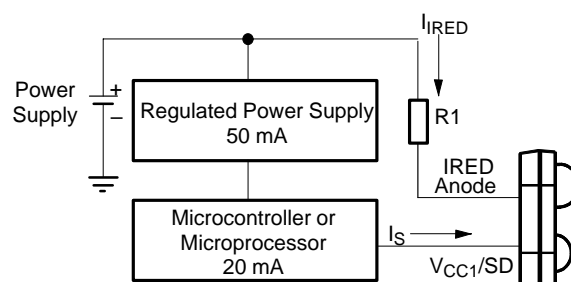 I_IRED
Power
Supply
+
–
Regulated Power Supply
50 mA
R1
IRED
Anode
Microcontroller or
Microprocessor
20 mA
I_S
V_CC1/SD